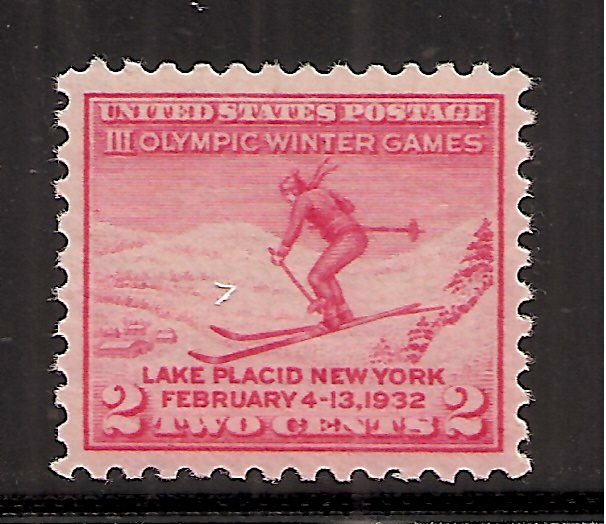 UNITED STATES POSTAGE
III OLYMPIC WINTER GAMES
LAKE PLACID NEW YORK
FEBRUARY 4-13, 1932
2 TWO CENTS 2